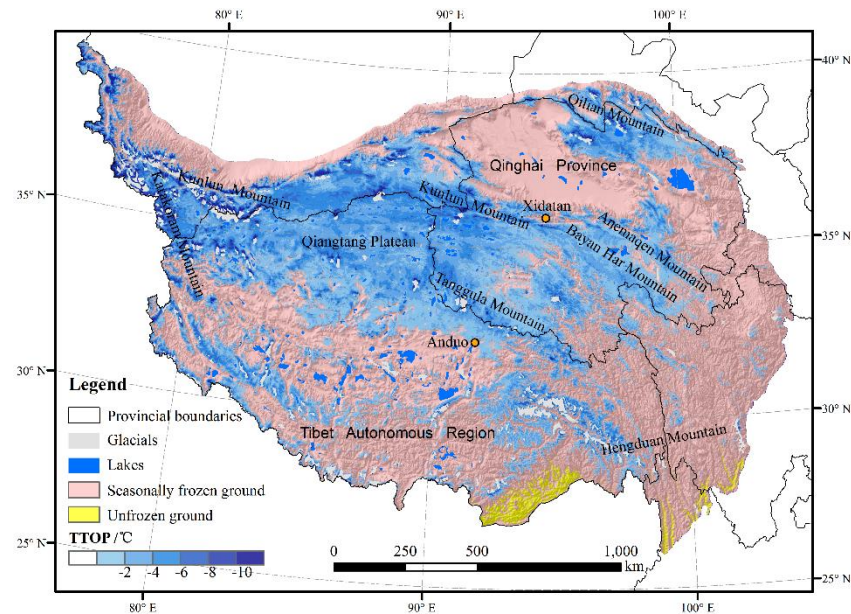 80° E
90° E
100° E
40° N
Qilian Mountain
Qinghai Province
35° N
Kunlun Mountain
Kunlun Mountain
Xidatan
Karakorum Mountain
Anemaqen Mountain
Bayan Har Mountain
35° N
Qiangtang Plateau
Tanggula Mountain
Anduo
30° N
Legend
Provincial boundaries
Glacials
Lakes
Seasonally frozen ground
Unfrozen ground
TTOP /℃
-2 -4 -6 -8 -10
Tibet Autonomous Region
Hengduan Mountain
30° N
25° N
0 250 500 1,000
km
25° N
80° E
90° E
100° E